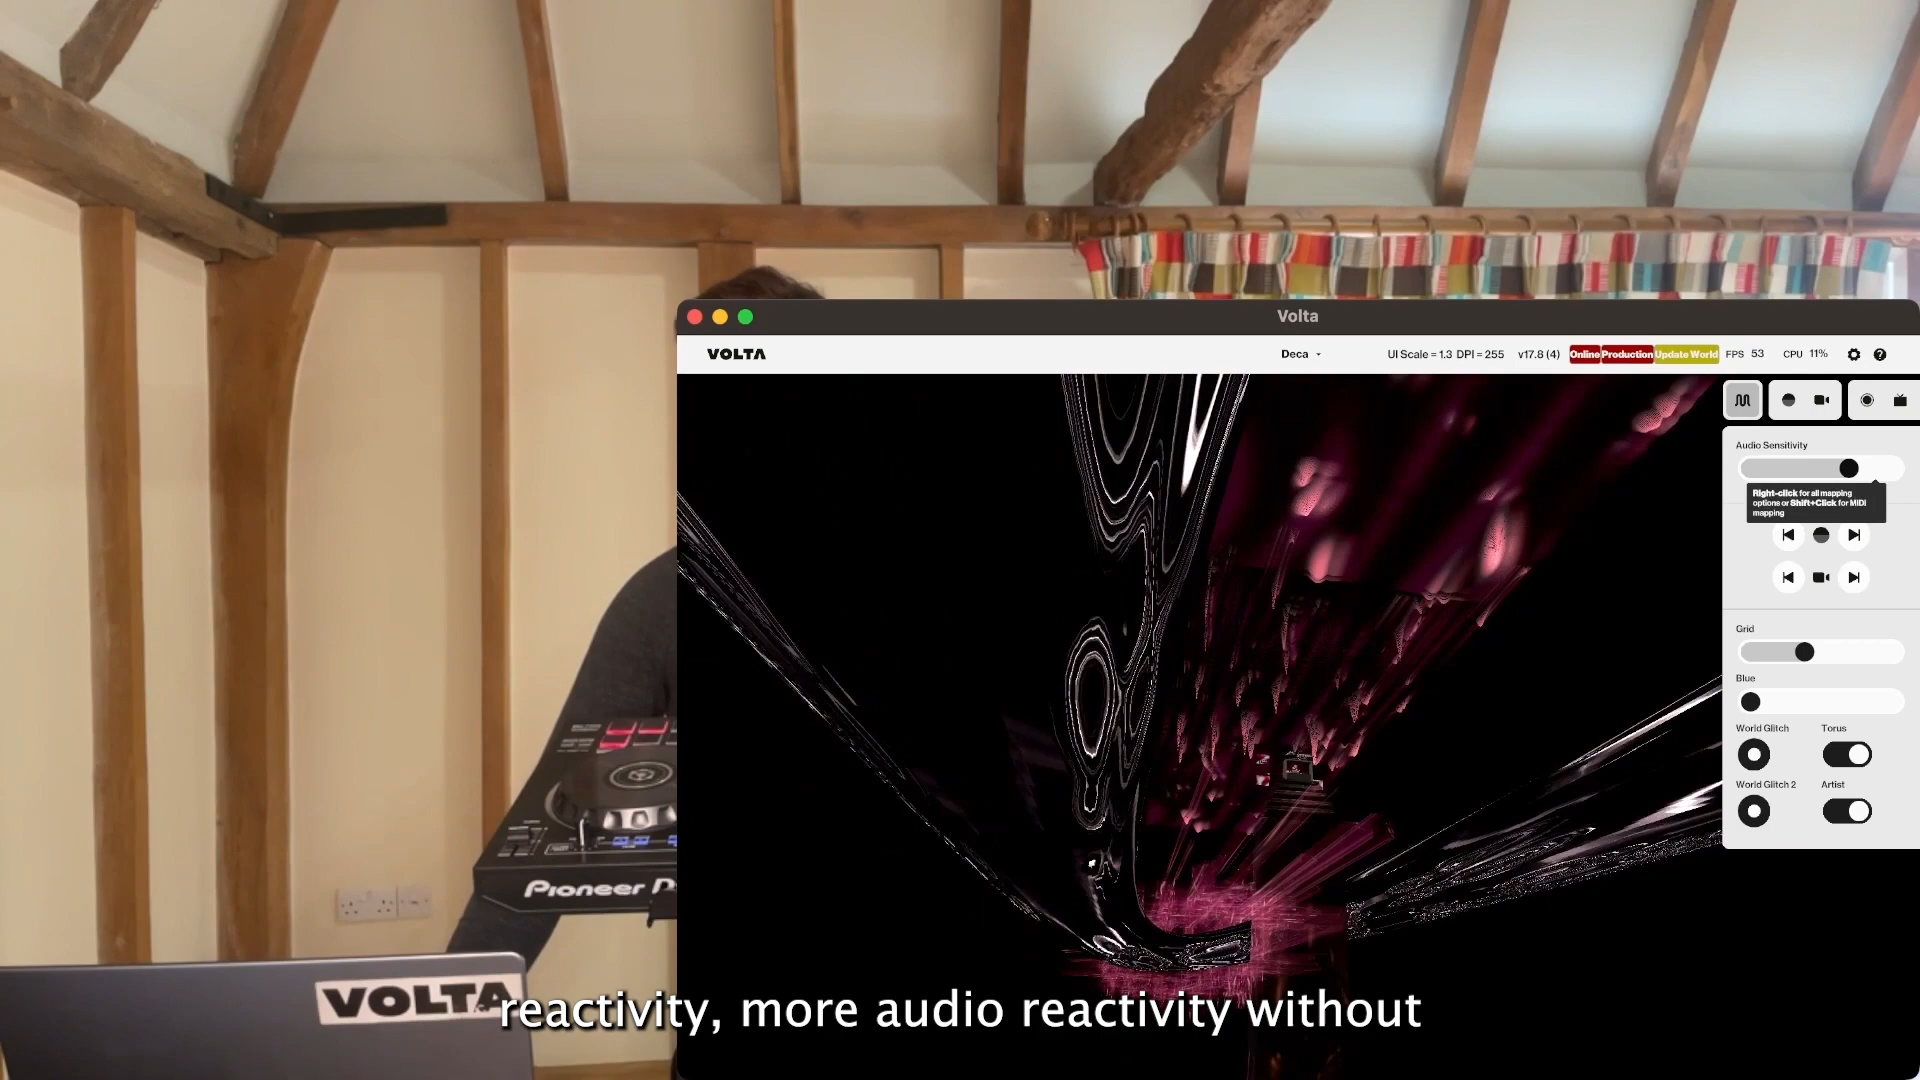 Volta
VOLTA
Deca
UI Scale = 1.3 DPI = 255
v17.8 (4)
Online
Production
Update World
FPS 53
CPU 11%
Audio Sensitivity
Right-click for all mapping
options or Shift+Click for MIDI
mapping
Grid
Blue
World Glitch
Torus
World Glitch 2
Artist
Pioneer D
VOLTA
reactivity, more audio reactivity without